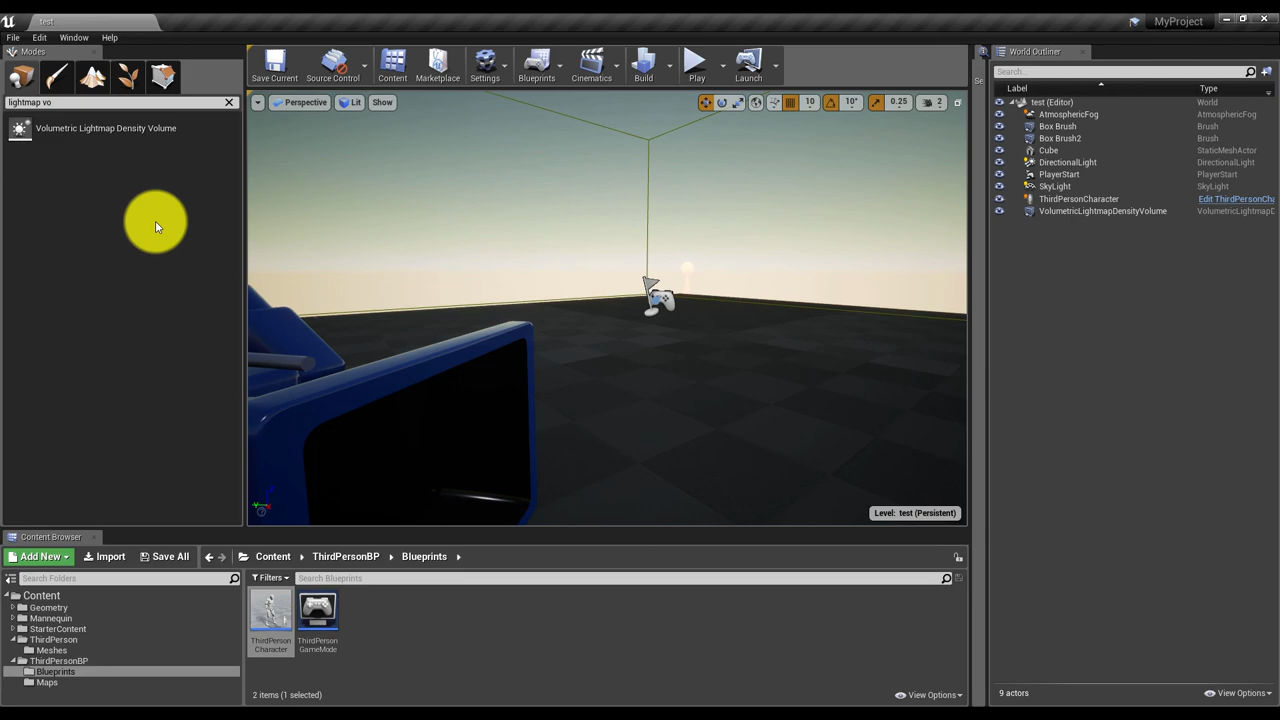 test
MyProject
File Edit Window Help
Modes
World Outliner
Save Current
Source Control
Content
Marketplace
Settings
Blueprints
Cinematics
Build
Play
Launch
Search...
Se
lightmap vo
Perspective
Lit
Show
10
10°
0.25
2
Label
Type
Volumetric Lightmap Density Volume
test (Editor) World
AtmosphericFog AtmosphericFog
Box Brush Brush
Box Brush2 Brush
Cube StaticMeshActor
DirectionalLight DirectionalLight
PlayerStart PlayerStart
SkyLight SkyLight
ThirdPersonCharacter Edit ThirdPersonCha
VolumetricLightmapDensityVolume VolumetricLightmapD
Level: test (Persistent)
Content Browser
Add New
Import
Save All
Content
ThirdPersonBP
Blueprints
Search Folders
Filters
Search Blueprints
Content
Geometry
Mannequin
StarterContent
ThirdPerson
Meshes
ThirdPersonBP
Blueprints
Maps
ThirdPerson
Character
ThirdPerson
GameMode
2 items (1 selected)
View Options
9 actors
View Options